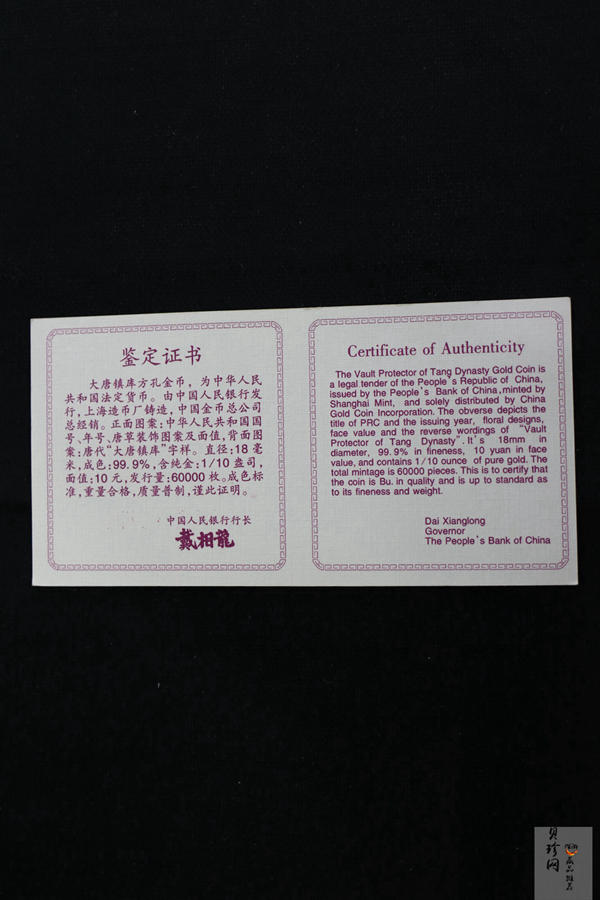 鉴定证书
大唐镇库方孔金币，为中华人民
共和国法定货币。由中国人民银行发
行，上海造币厂铸造，中国金币总公司
总经销。正面图案：中华人民共和国国
号、年号、唐草装饰图案及面值，背面图
案：唐代“大唐镇库”字样。直径：18毫
米，成色：99.9%，含纯金：1/10盎司，
面值：10元，发行量：60000枚。成色标
准，重量合格，质量普制，谨此证明。
中国人民银行行长
戴相龍
Certificate of Authenticity
The Vault Protector of Tang Dynasty Gold Coin is
a legal tender of the People's Republic of China,
issued by the People's Bank of China,minted by
Shanghai Mint, and solely distributed by China
Gold Coin Incorporation. The obverse depicts the
title of PRC and the issuing year, floral designs,
face value and the reverse wordings of "Vault
Protector of Tang Dynasty". It's 18mm in
diameter, 99.9% in fineness, 10 yuan in face
value, and contains 1/10 ounce of pure gold. The
total mintage is 60000 pieces. This is to certify that
the coin is Bu. in quality and is up to standard as
to its fineness and weight.
Dai Xianglong
Governor
The People's Bank of China
贝珍网
藏品推荐